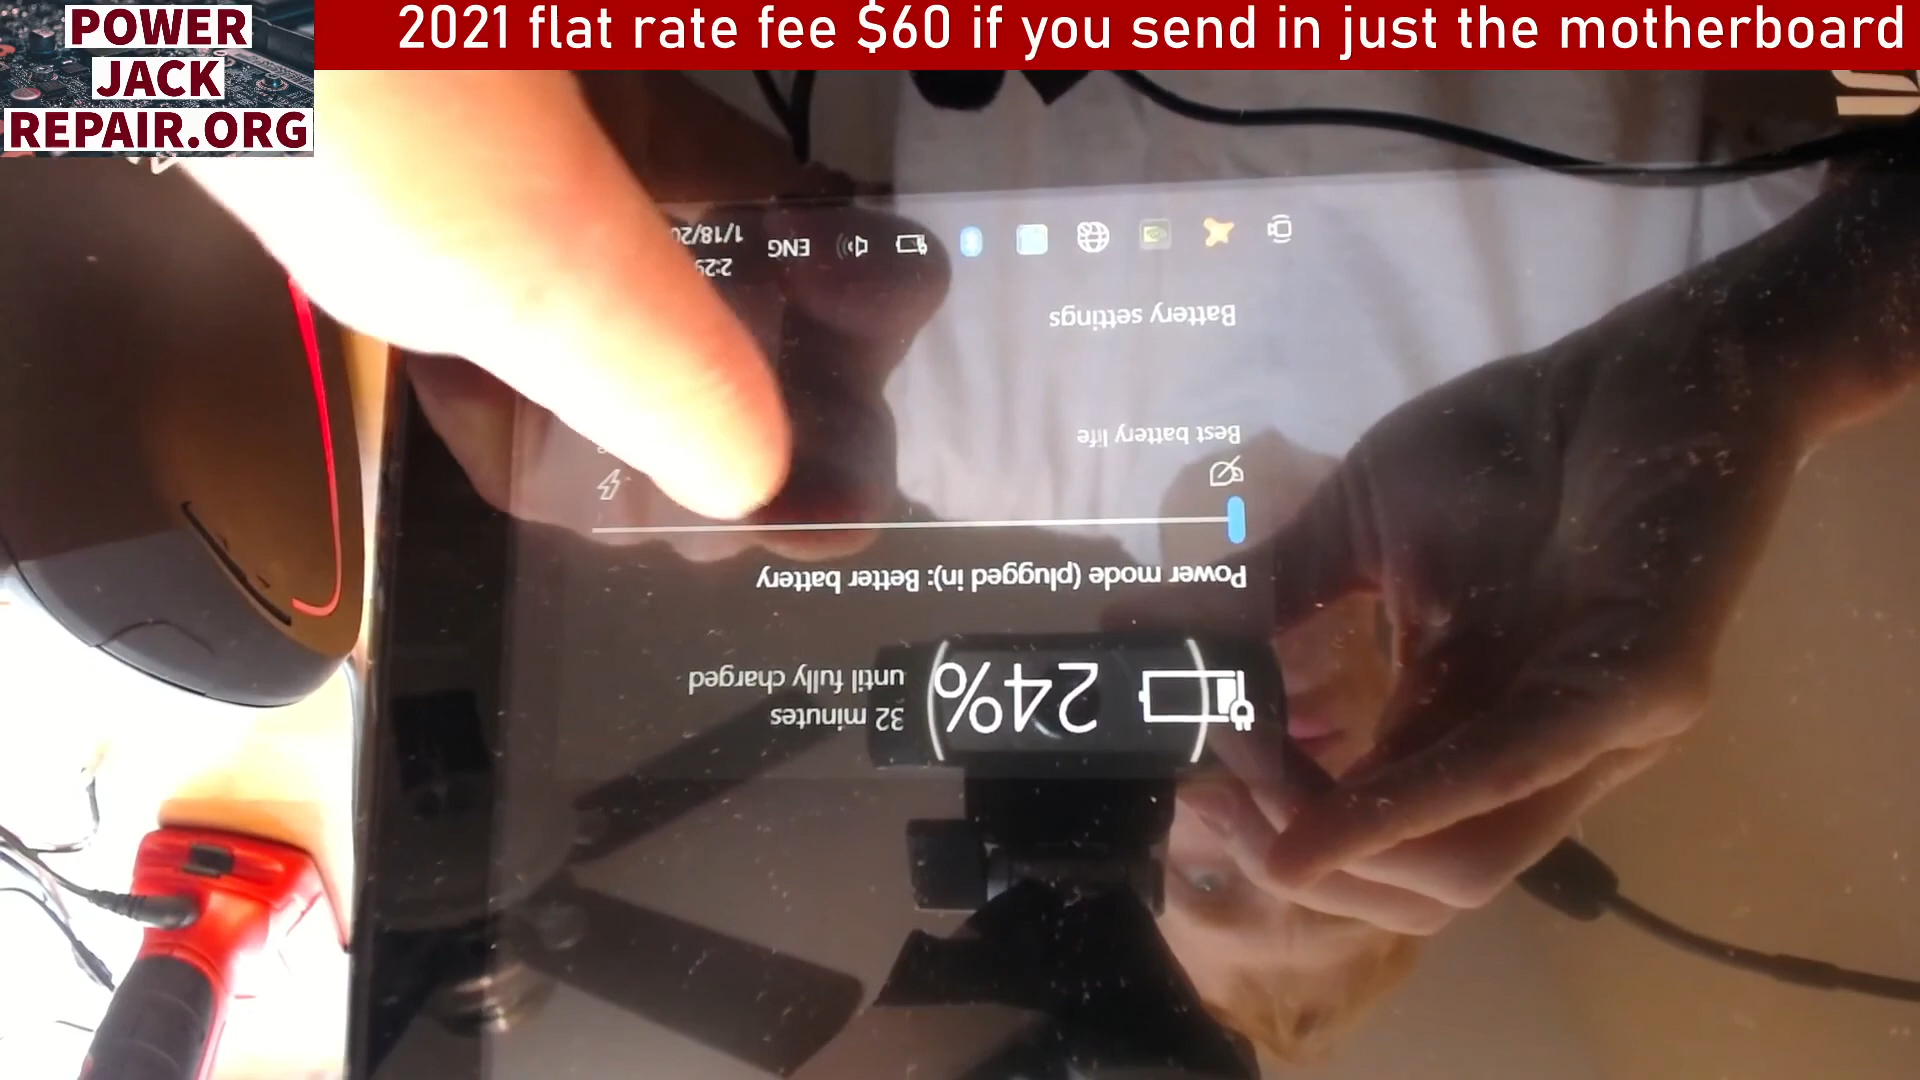 POWER
JACK
REPAIR.ORG
2021 flat rate fee $60 if you send in just the motherboard
24%
32 minutes
until fully charged
Power mode (plugged in): Better battery
Best battery life
Battery settings
ENG